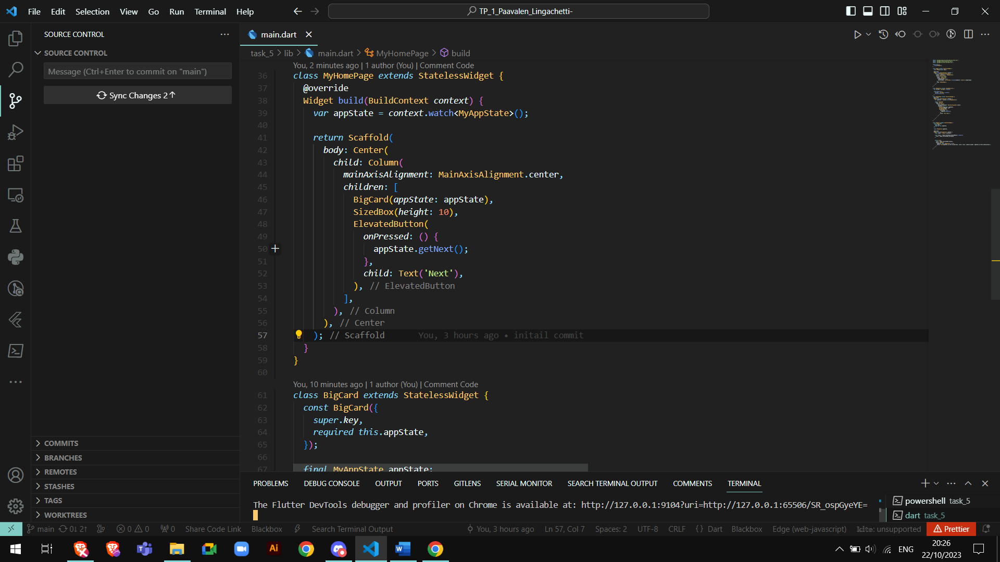 File Edit Selection View Go Run Terminal Help
TP_1_Paavalen_Lingachetti-
SOURCE CONTROL
SOURCE CONTROL
Message (Ctrl+Enter to commit on "main")
Sync Changes 2↑
COMMITS
BRANCHES
REMOTES
STASHES
TAGS
WORKTREES
main.dart
task_5 > lib > main.dart > MyHomePage > build
You, 2 minutes ago | 1 author (You) | Comment Code
36 class MyHomePage extends StatelessWidget {
37 @override
38 Widget build(BuildContext context) {
39 var appState = context.watch<MyAppState>();
40
41 return Scaffold(
42 body: Center(
43 child: Column(
44 mainAxisAlignment: MainAxisAlignment.center,
45 children: [
46 BigCard(appState: appState),
47 SizedBox(height: 10),
48 ElevatedButton(
49 onPressed: () {
50 appState.getNext();
51 },
52 child: Text('Next'),
53 ), // ElevatedButton
54 ],
55 ), // Column
56 ), // Center
57 ); // Scaffold You, 3 hours ago • initail commit
58 }
59 }
60
You, 10 minutes ago | 1 author (You) | Comment Code
61 class BigCard extends StatelessWidget {
62 const BigCard({
63 super.key,
64 required this.appState,
65 });
66
67 final MyAppState appState;
PROBLEMS DEBUG CONSOLE OUTPUT PORTS GITLENS SERIAL MONITOR SEARCH TERMINAL OUTPUT COMMENTS TERMINAL
The Flutter DevTools debugger and profiler on Chrome is available at: http://127.0.0.1:9104?uri=http://127.0.0.1:65506/SR_ospGyeYE=
powershell task_5
dart task_5
main 0↓ 2↑ 0 0 0 Share Code Link Blackbox Search Terminal Output You, 3 hours ago Ln 57, Col 7 Spaces: 2 UTF-8 CRLF {} Dart Blackbox Edge (web-javascript) kite: unsupported Prettier
Ai
ENG
20:26
22/10/2023